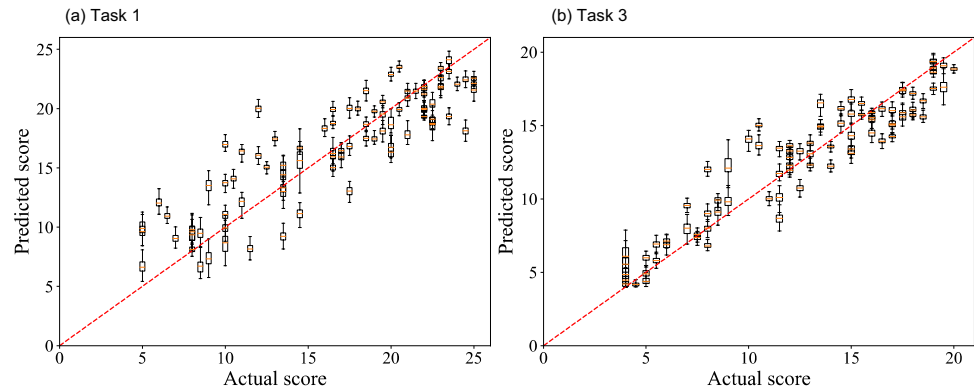 (a) Task 1
(b) Task 3
Predicted score
25
20
15
10
5
0
0 5 10 15 20 25
Actual score
Predicted score
20
15
10
5
0
0 5 10 15 20
Actual score